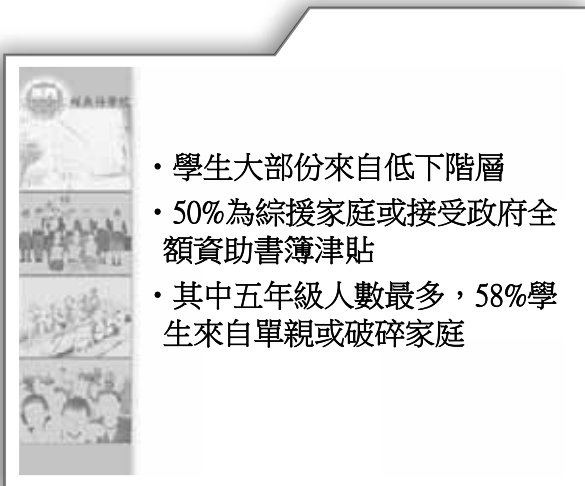 ・學生大部份來自低下階層
・50%為綜援家庭或接受政府全
額資助書簿津貼
・其中五年級人數最多，58%學
生來自單親或破碎家庭